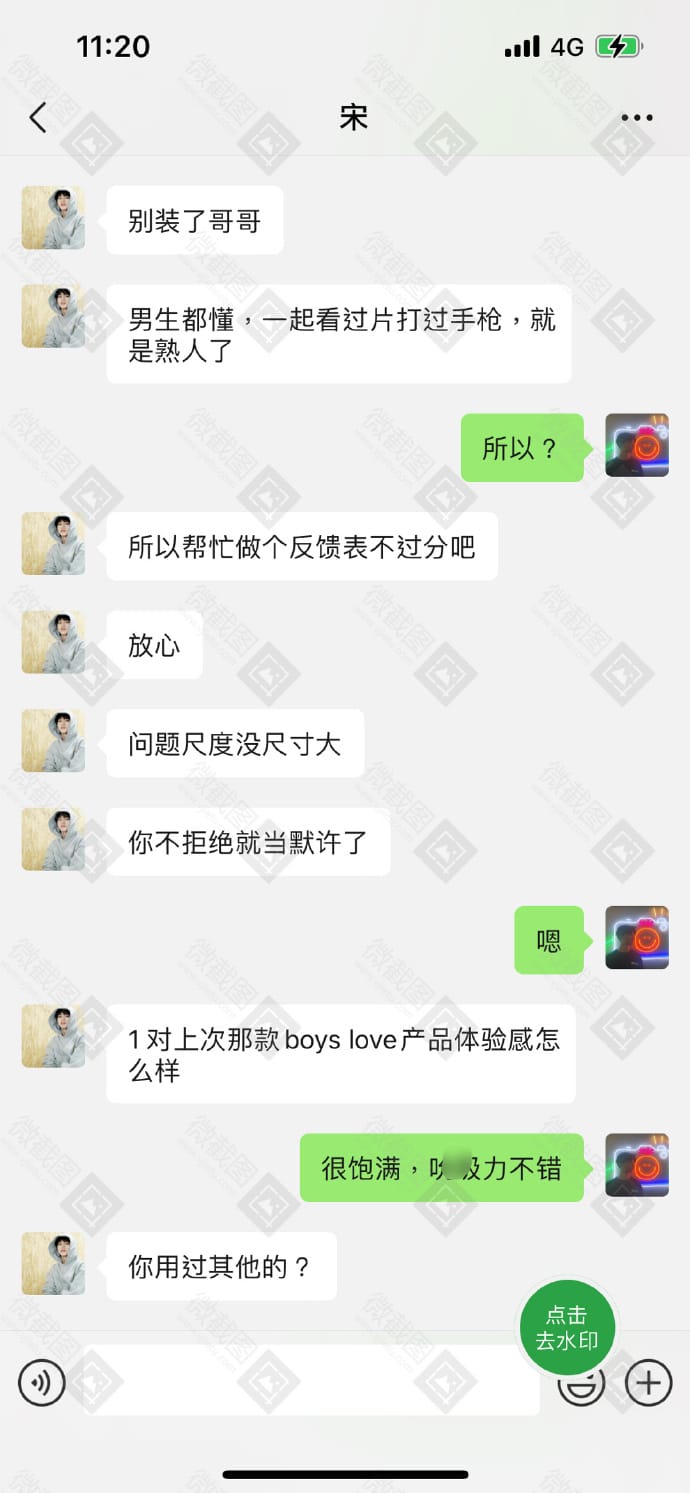 11:20
4G
宋
别装了哥哥
男生都懂，一起看过片打过手枪，就
是熟人了
所以？
所以帮忙做个反馈表不过分吧
放心
问题尺度没尺寸大
你不拒绝就当默许了
嗯
1对上次那款boys love产品体验感怎
么样
很饱满，力不错
你用过其他的？
点击
去水印
微截图